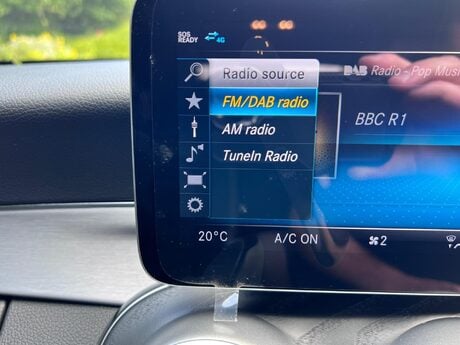 SOS
READY
4G
Radio source
DAB Radio - Pop Musi
FM/DAB radio
AM radio
BBC R1
TuneIn Radio
20°C
A/C ON
2